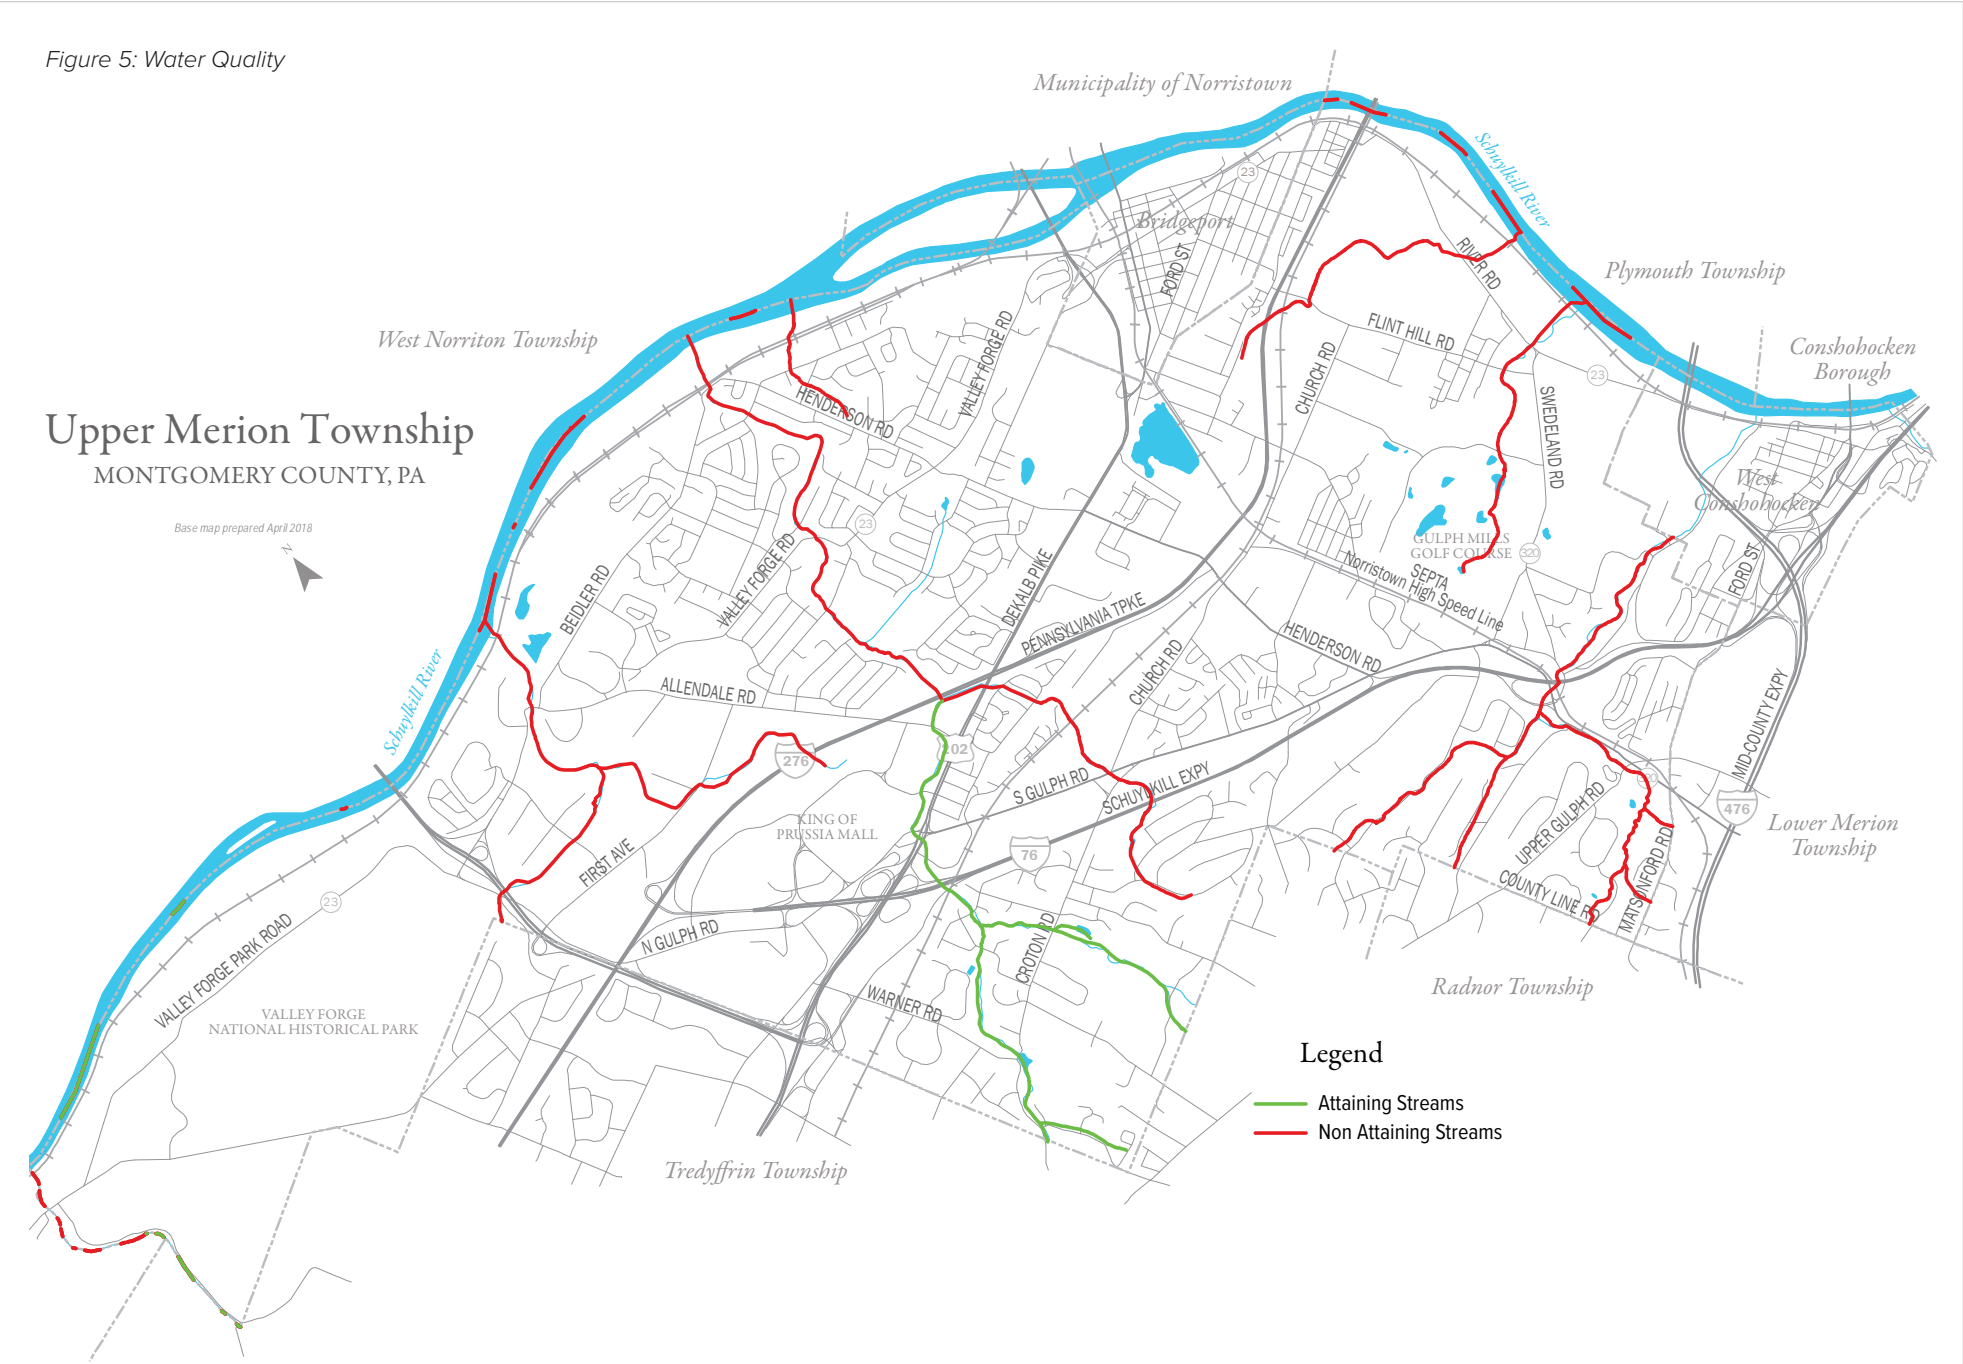 Figure 5: Water Quality
Municipality of Norristown
Schuylkill River
23
Bridgeport
FORD ST
RIVER RD
Plymouth Township
West Norriton Township
VALLEY FORGE RD
FLINT HILL RD
CHURCH RD
23
Conshohocken
Borough
Upper Merion Township
MONTGOMERY COUNTY, PA
HENDERSON RD
SWEDELAND RD
West
Conshohocken
Base map prepared April 2018
N
23
GULPH MILLS
GOLF COURSE
320
SEPTA
Norristown High Speed Line
BEIDLER RD
VALLEY FORGE RD
DEKALB PIKE
PENNSYLVANIA TPKE
FORD ST
HENDERSON RD
CHURCH RD
Schuylkill River
ALLENDALE RD
MID-COUNTY EXPY
276
202
S GULPH RD
SCHUYLKILL EXPY
320
476
KING OF
PRUSSIA MALL
76
UPPER GULPH RD
Lower Merion
Township
FIRST AVE
MATSONFORD RD
COUNTY LINE RD
23
VALLEY FORGE PARK ROAD
N GULPH RD
CROTON RD
WARNER RD
Radnor Township
VALLEY FORGE
NATIONAL HISTORICAL PARK
Legend
Attaining Streams
Non Attaining Streams
Tredyffrin Township